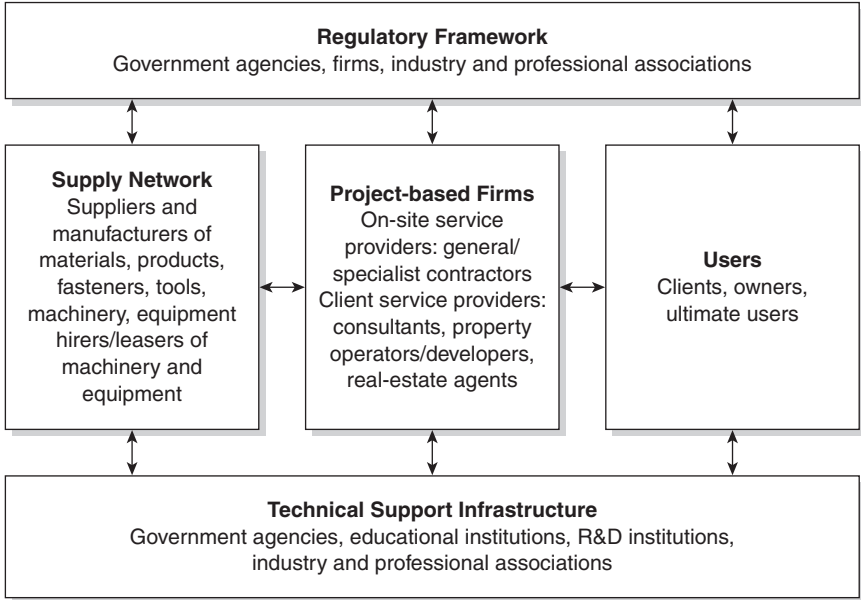 Regulatory Framework
Government agencies, firms, industry and professional associations
Supply Network
Suppliers and
manufacturers of
materials, products,
fasteners, tools,
machinery, equipment
hirers/leasers of
machinery and
equipment
Project-based Firms
On-site service
providers: general/
specialist contractors
Client service providers:
consultants, property
operators/developers,
real-estate agents
Users
Clients, owners,
ultimate users
Technical Support Infrastructure
Government agencies, educational institutions, R&D institutions,
industry and professional associations